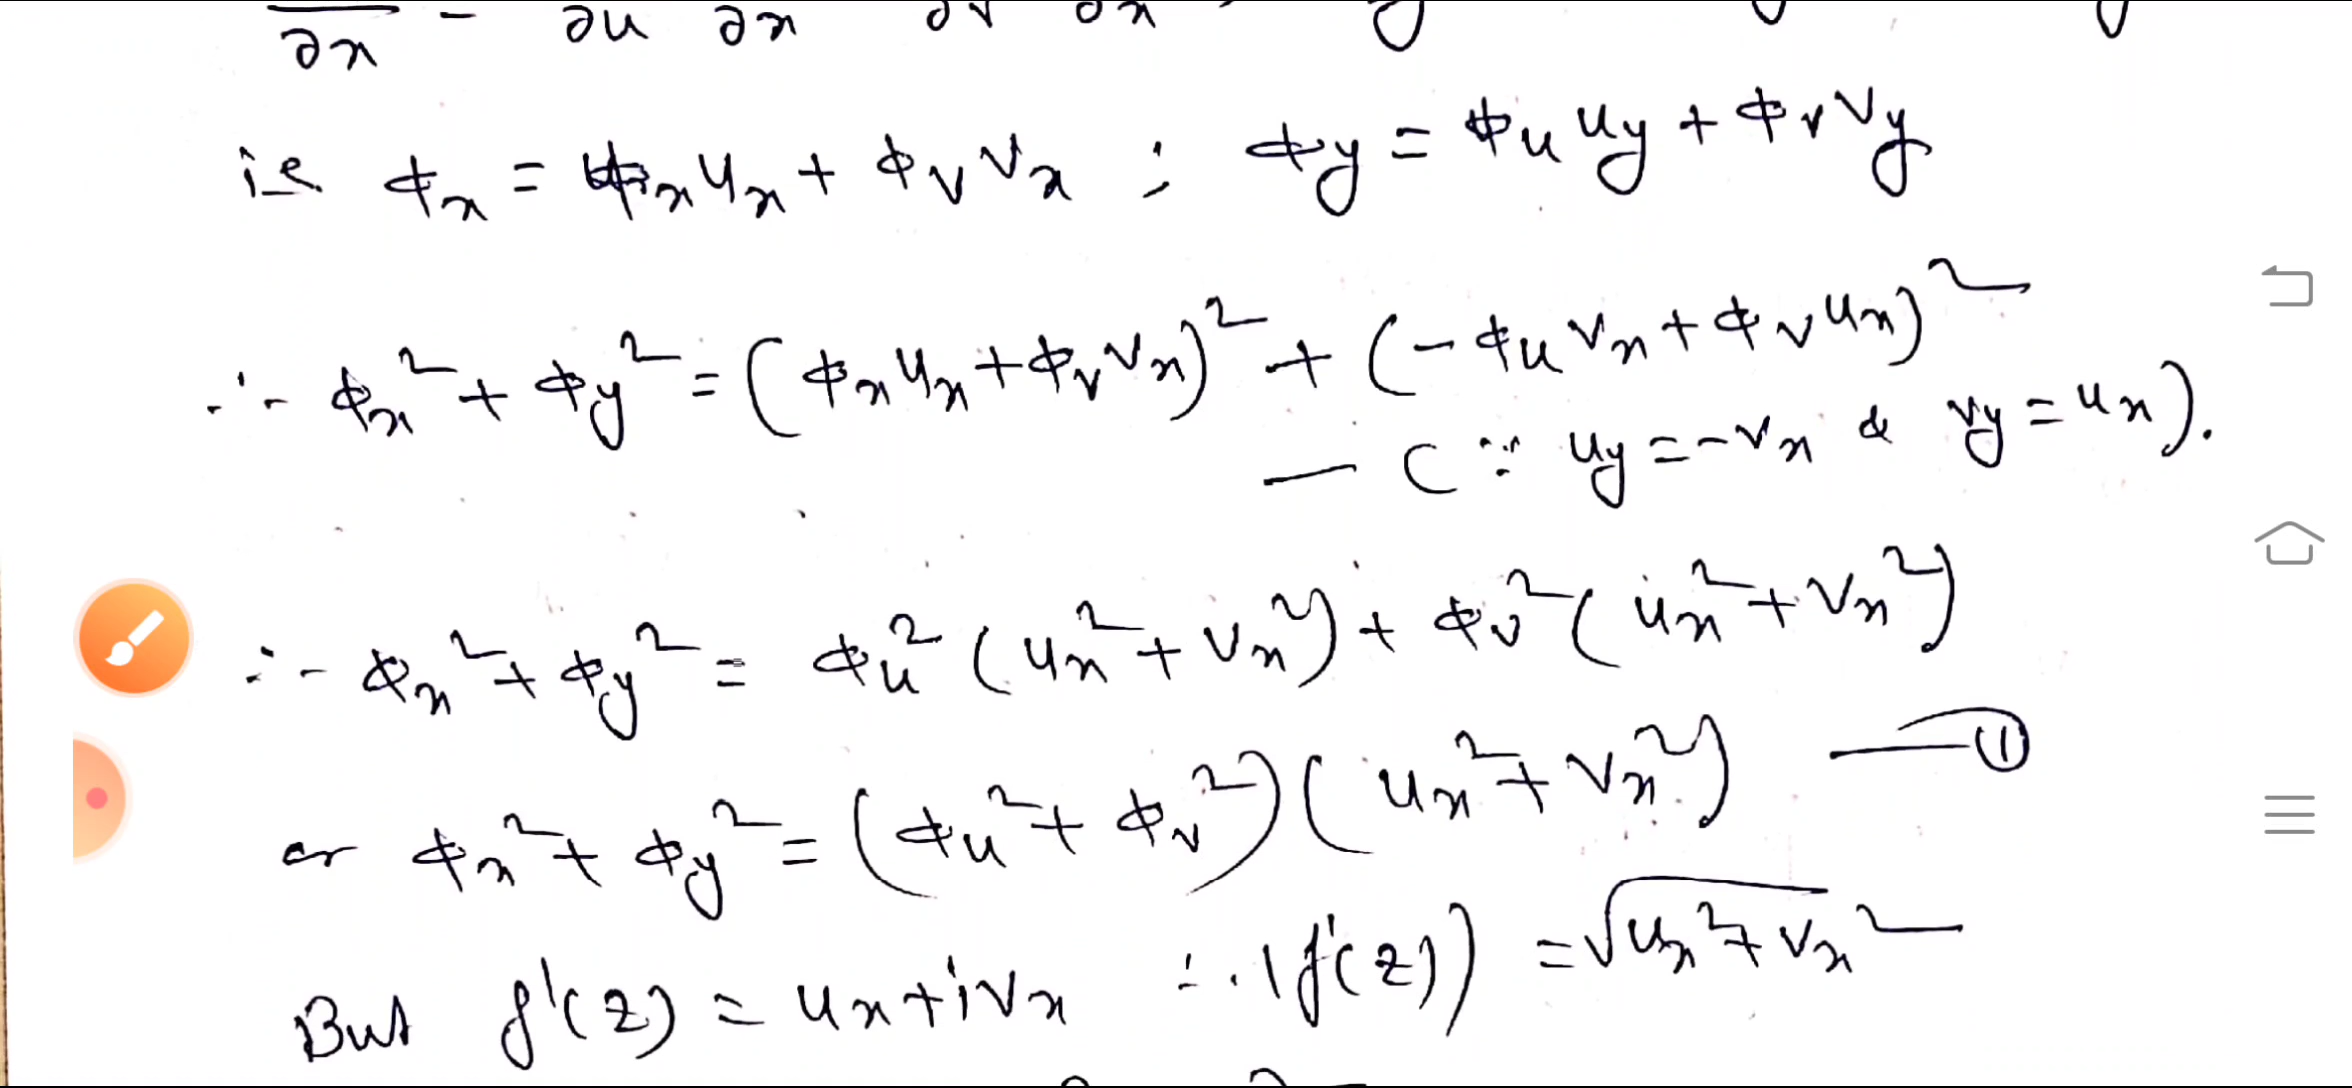 ∂x - ∂u ∂x ∂v ∂x
i.e ϕx = ϕx ux + ϕv vx ; ϕy = ϕu uy + ϕv vy
∴ ϕx² + ϕy² = (ϕx ux + ϕv vx)² + (- ϕu vx + ϕv ux)²
— (∵ uy = -vx & vy = ux).
∴ ϕx² + ϕy² = ϕu² (ux² + vx²) + ϕv² (ux² + vx²)
or ϕx² + ϕy² = (ϕu² + ϕv²)(ux² + vx²) — ①
But f'(z) = ux + ivx ∴ |f'(z)| = √ux² + vx²